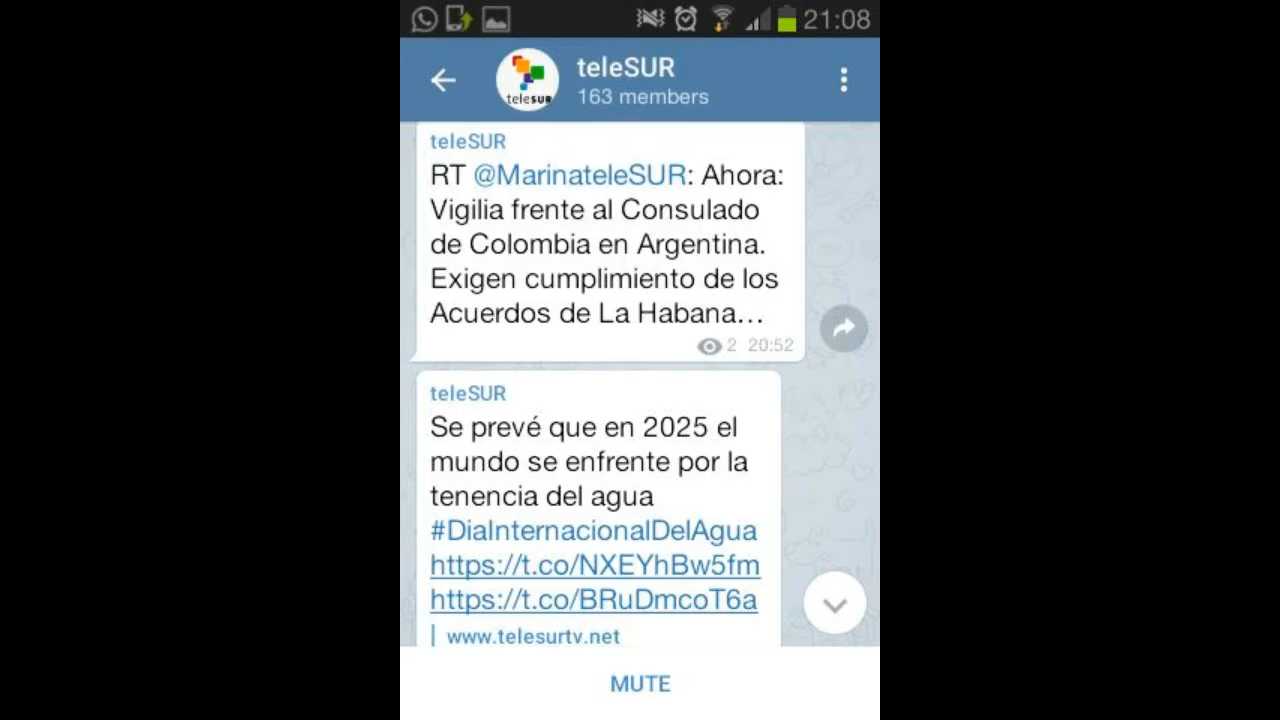 21:08
teleSUR
163 members
teleSUR
teleSUR
RT @MarinateleSUR: Ahora:
Vigilia frente al Consulado
de Colombia en Argentina.
Exigen cumplimiento de los
Acuerdos de La Habana...
2 20:52
teleSUR
Se prevé que en 2025 el
mundo se enfrente por la
tenencia del agua
#DiaInternacionalDelAgua
https://t.co/NXEYhBw5fm
https://t.co/BRuDmcoT6a
www.telesurtv.net
MUTE